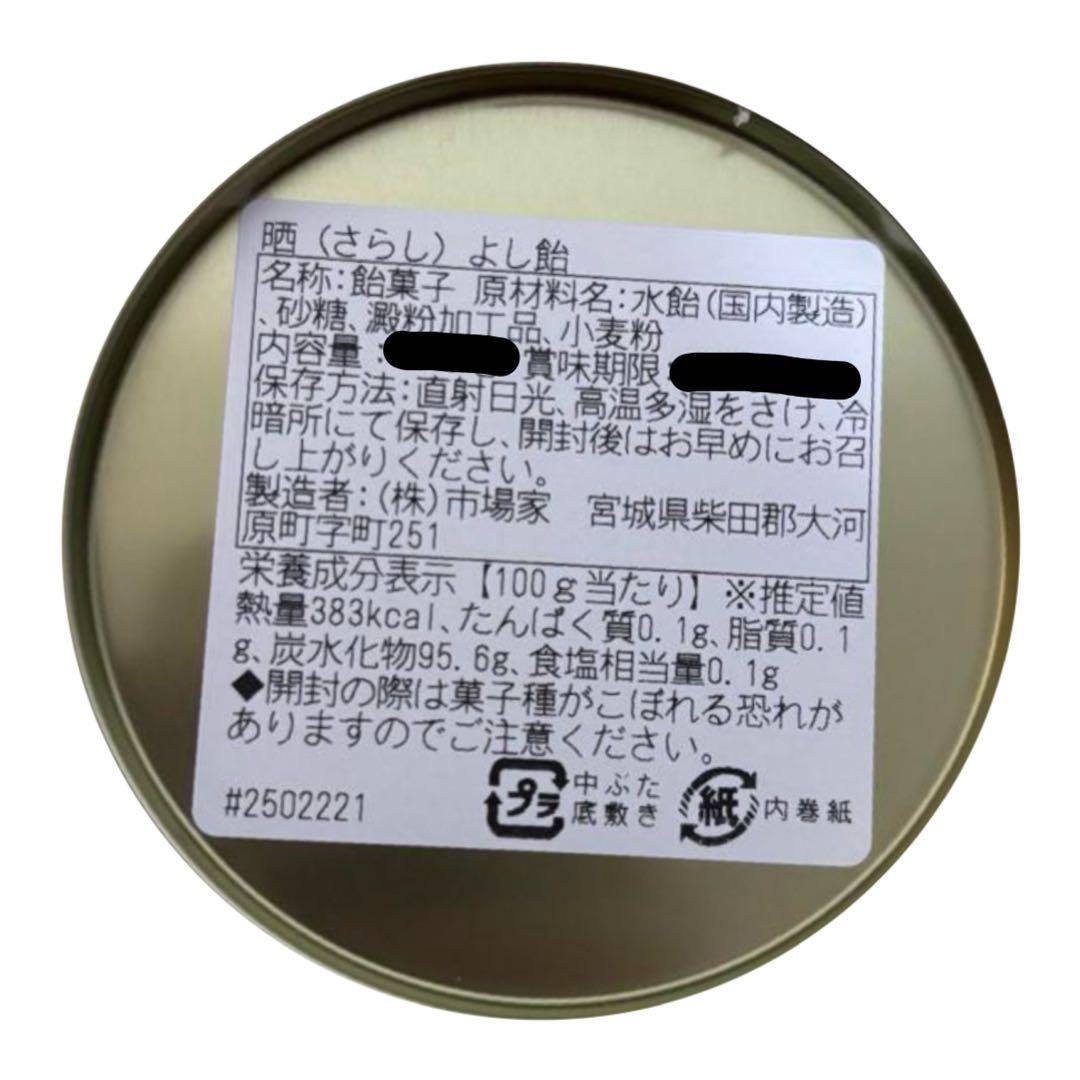 晒（さらし）よし飴
名称：飴菓子 原材料名：水飴（国内製造）
、砂糖、澱粉加工品、小麦粉
内容量： 賞味期限
保存方法：直射日光、高温多湿をさけ、冷
暗所にて保存し、開封後はお早めにお召
し上がりください。
製造者：（株）市場家 宮城県柴田郡大河
原町字町251
栄養成分表示【100g当たり】※推定値
熱量383kcal、たんぱく質0.1g、脂質0.1
g、炭水化物95.6g、食塩相当量0.1g
◆開封の際は菓子種がこぼれる恐れが
ありますのでご注意ください。
#2502221 プラ 中ぶた 紙 内巻紙
底敷き